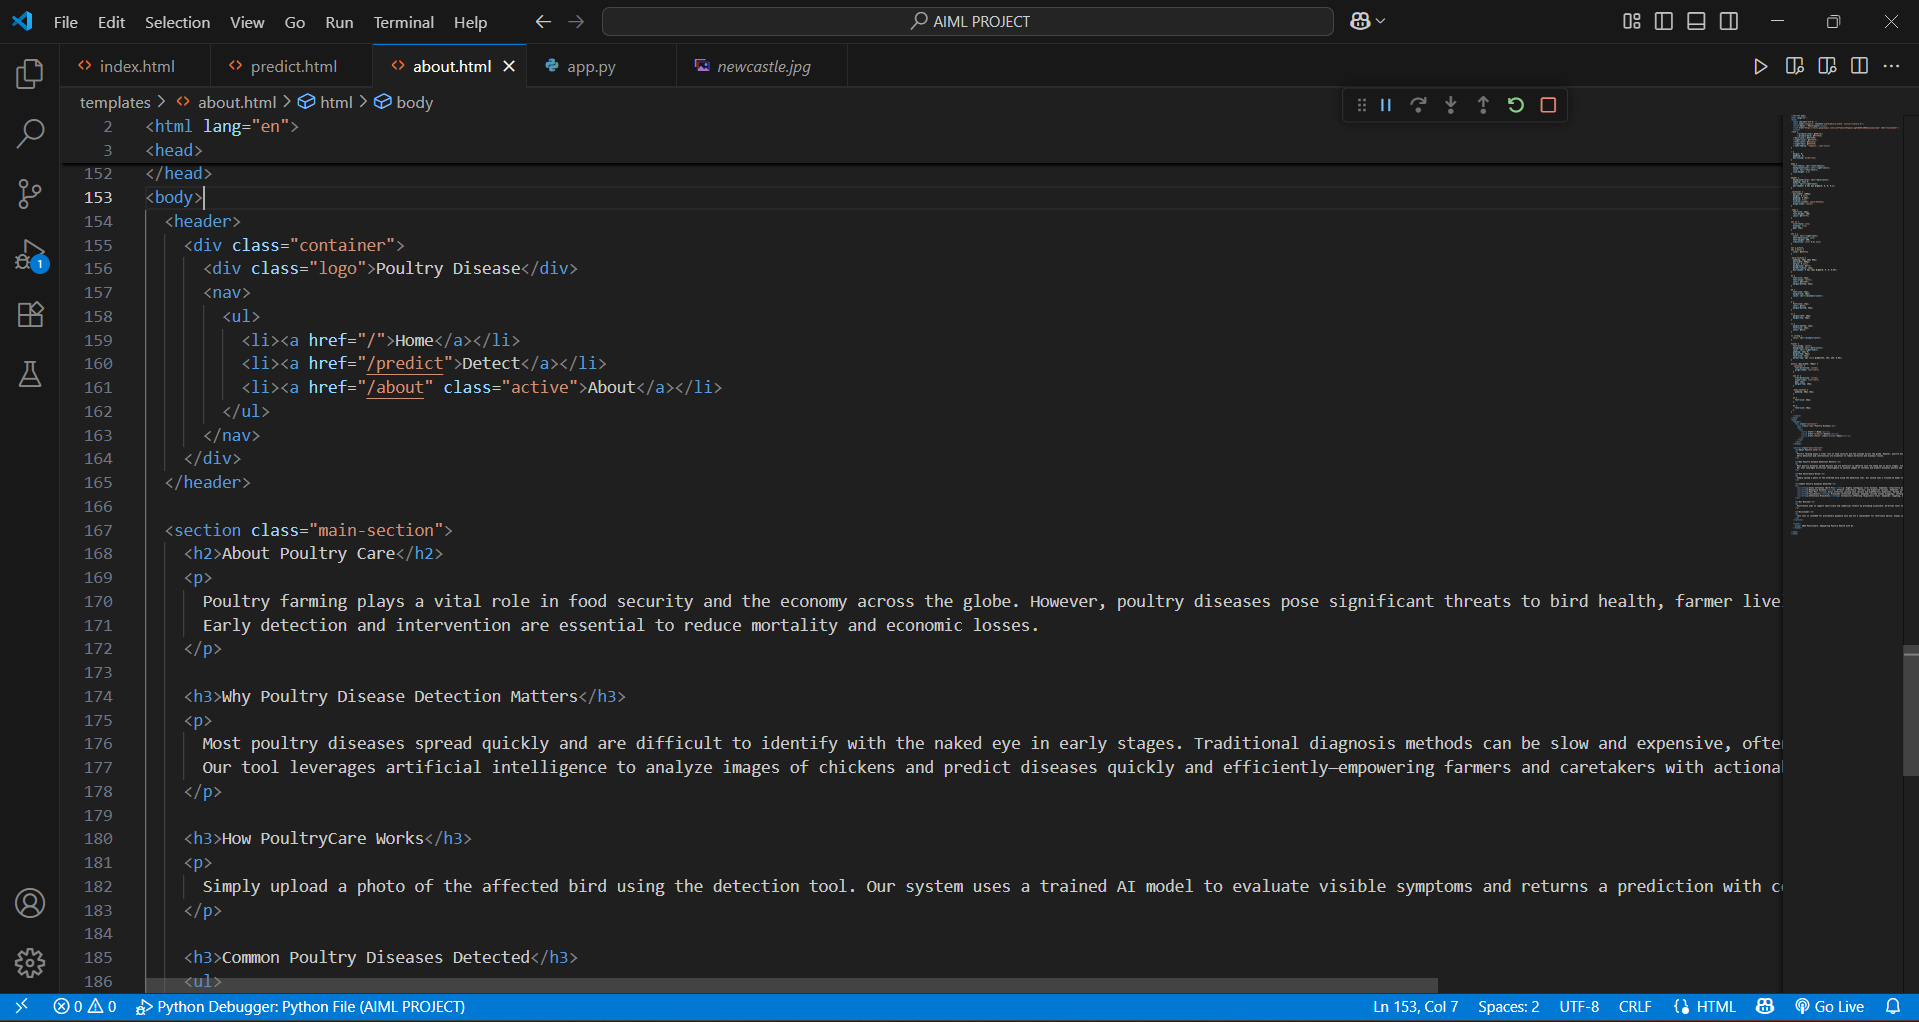 File Edit Selection View Go Run Terminal Help
AIML PROJECT
index.html
predict.html
about.html
app.py
newcastle.jpg
templates > about.html > html > body
2 <html lang="en">
3 <head>
152 </head>
153 <body>
154 <header>
155 <div class="container">
156 <div class="logo">Poultry Disease</div>
157 <nav>
158 <ul>
159 <li><a href="/">Home</a></li>
160 <li><a href="/predict">Detect</a></li>
161 <li><a href="/about" class="active">About</a></li>
162 </ul>
163 </nav>
164 </div>
165 </header>
166
167 <section class="main-section">
168 <h2>About Poultry Care</h2>
169 <p>
170 Poultry farming plays a vital role in food security and the economy across the globe. However, poultry diseases pose significant threats to bird health, farmer live
171 Early detection and intervention are essential to reduce mortality and economic losses.
172 </p>
173
174 <h3>Why Poultry Disease Detection Matters</h3>
175 <p>
176 Most poultry diseases spread quickly and are difficult to identify with the naked eye in early stages. Traditional diagnosis methods can be slow and expensive, ofte
177 Our tool leverages artificial intelligence to analyze images of chickens and predict diseases quickly and efficiently—empowering farmers and caretakers with actiona
178 </p>
179
180 <h3>How PoultryCare Works</h3>
181 <p>
182 Simply upload a photo of the affected bird using the detection tool. Our system uses a trained AI model to evaluate visible symptoms and returns a prediction with c
183 </p>
184
185 <h3>Common Poultry Diseases Detected</h3>
186 <ul>
1
0 0 Python Debugger: Python File (AIML PROJECT) Ln 153, Col 7 Spaces: 2 UTF-8 CRLF HTML Go Live